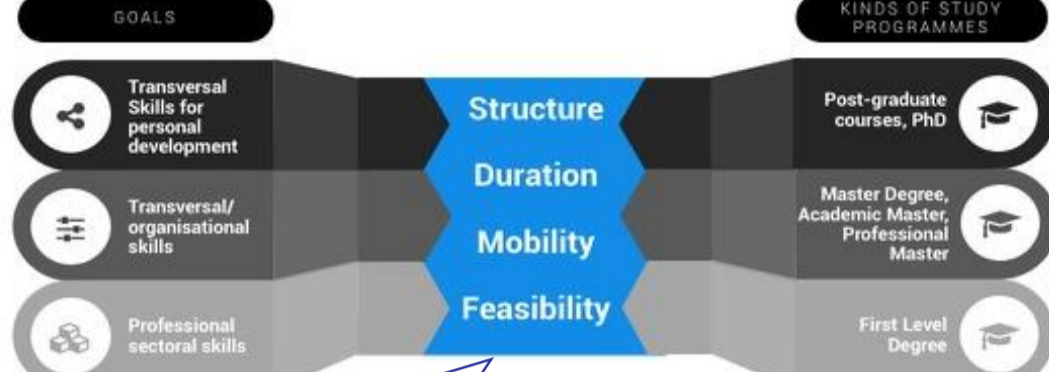 GOALS
KINDS OF STUDY
PROGRAMMES
Transversal
Skills for
personal
development
Structure
Post-graduate
courses, PhD
Duration
Transversal/
organisational
skills
Mobility
Master Degree,
Academic Master,
Professional
Master
Feasibility
Professional
sectoral skills
First Level
Degree